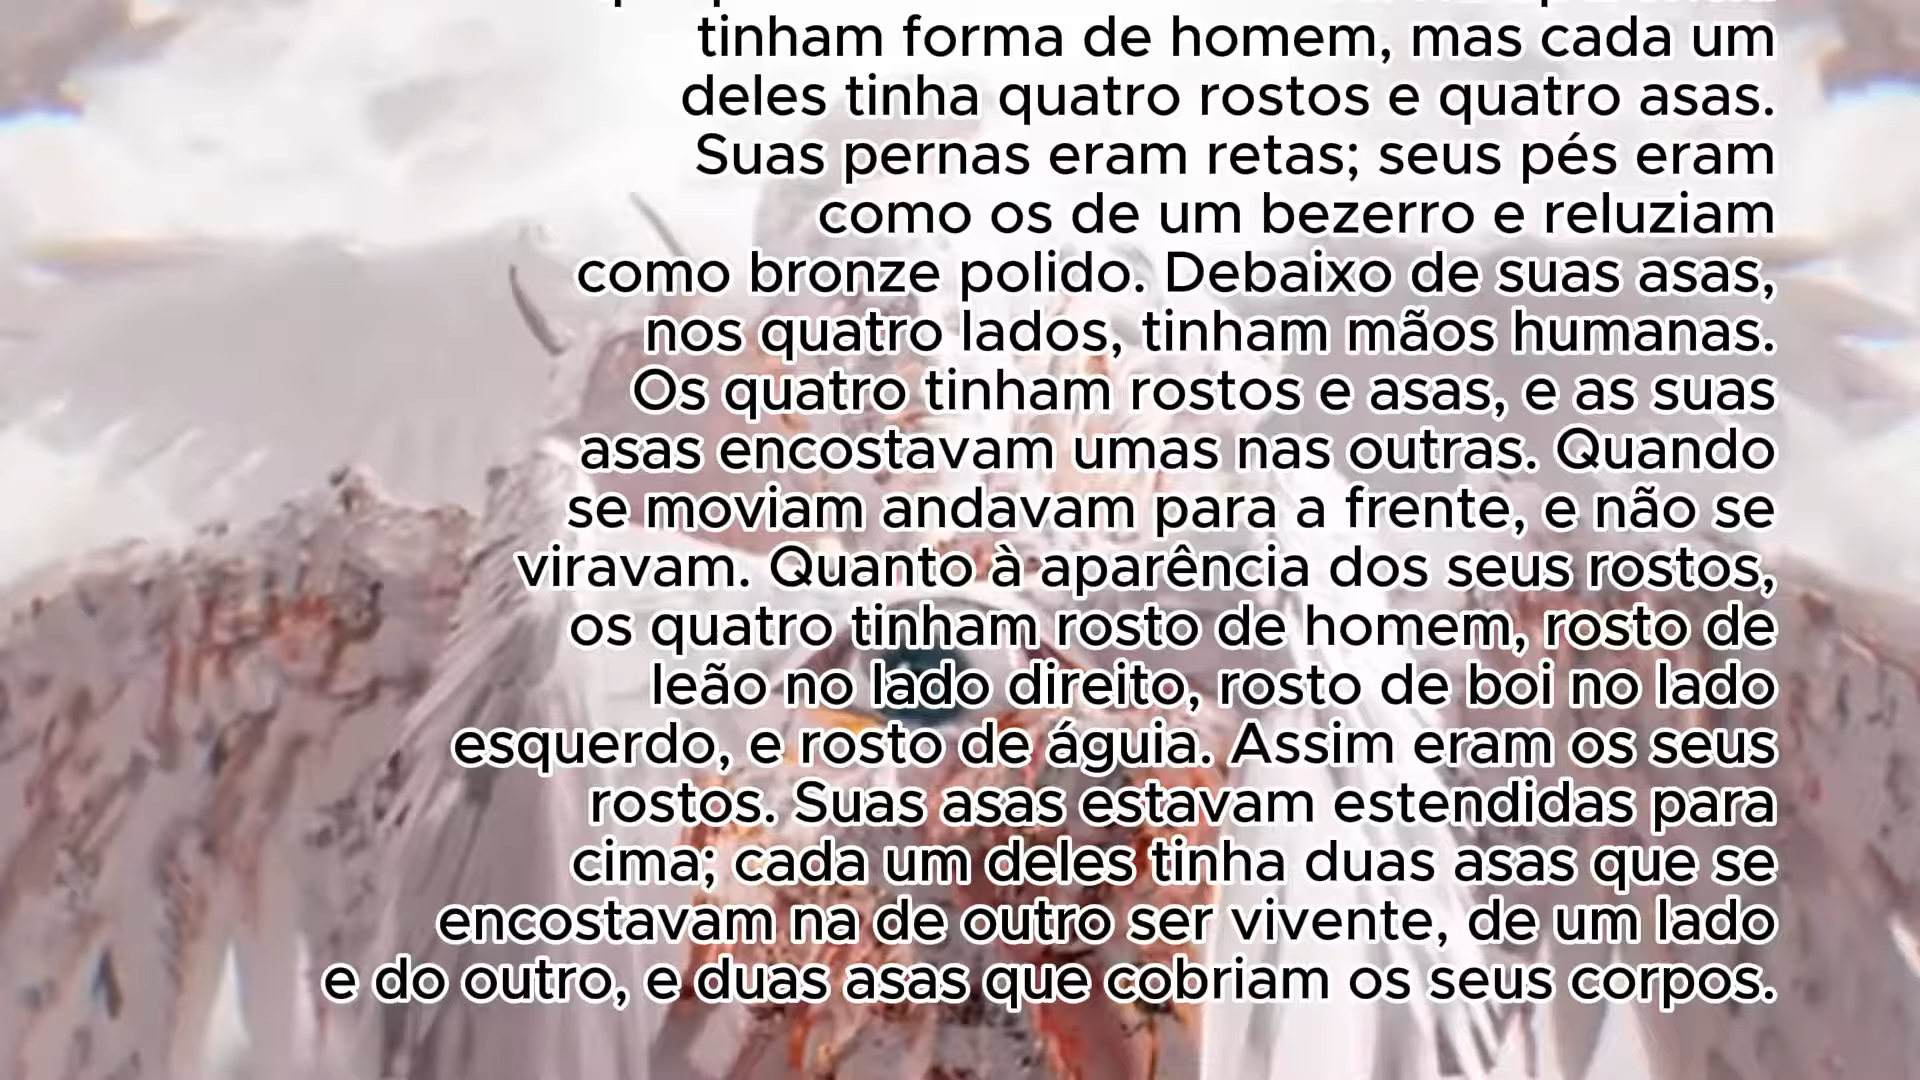 tinham forma de homem, mas cada um
deles tinha quatro rostos e quatro asas.
Suas pernas eram retas; seus pés eram
como os de um bezerro e reluziam
como bronze polido. Debaixo de suas asas,
nos quatro lados, tinham mãos humanas.
Os quatro tinham rostos e asas, e as suas
asas encostavam umas nas outras. Quando
se moviam andavam para a frente, e não se
viravam. Quanto à aparência dos seus rostos,
os quatro tinham rosto de homem, rosto de
leão no lado direito, rosto de boi no lado
esquerdo, e rosto de águia. Assim eram os seus
rostos. Suas asas estavam estendidas para
cima; cada um deles tinha duas asas que se
encostavam na de outro ser vivente, de um lado
e do outro, e duas asas que cobriam os seus corpos.